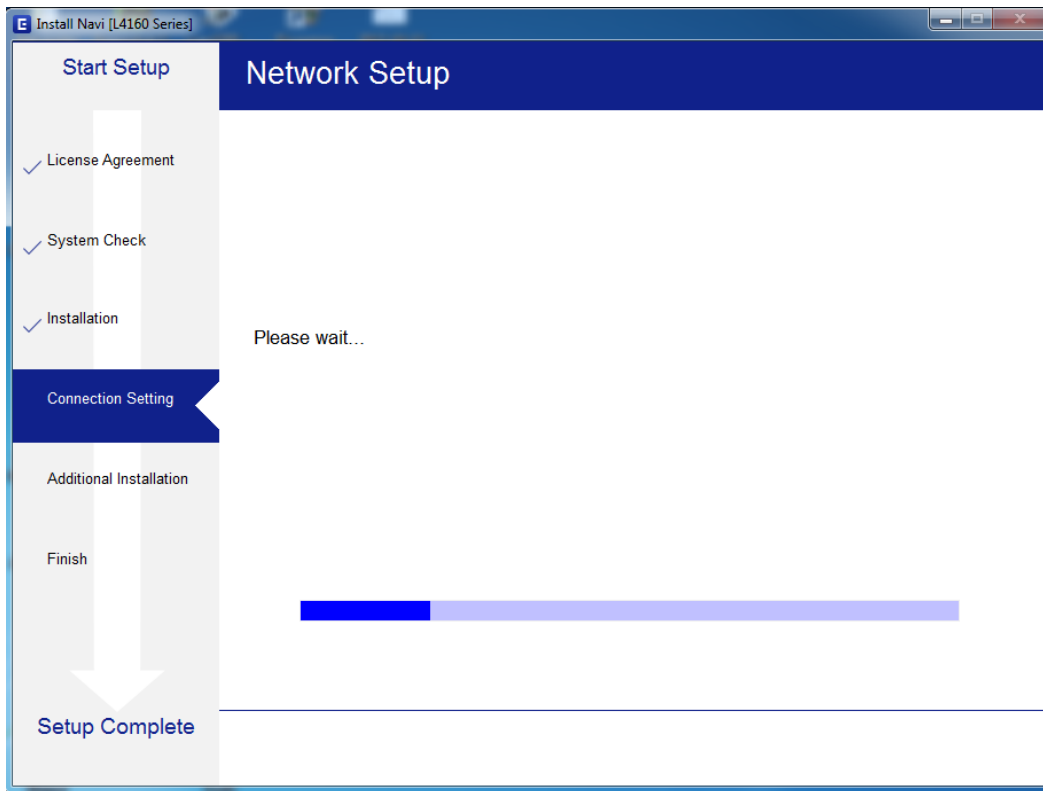 E Install Navi [L4160 Series]
Start Setup
Network Setup
License Agreement
System Check
Installation
Please wait...
Connection Setting
Additional Installation
Finish
Setup Complete